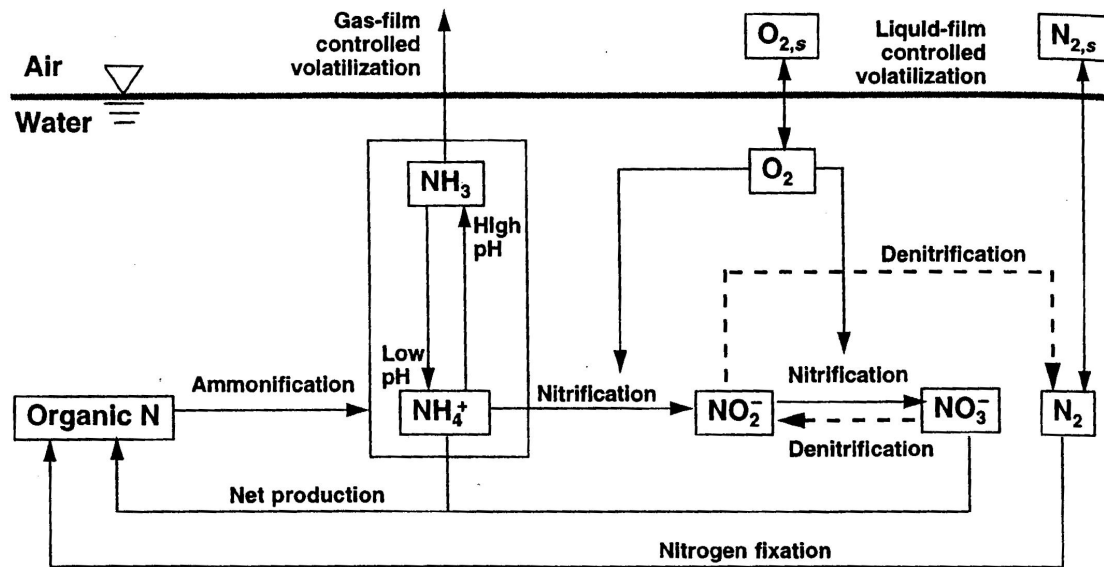 Gas-film
controlled
volatilization
O2,s
Liquid-film
controlled
volatilization
N2,s
Air
Water
NH3
O2
HIgh
pH
Denitrification
Low
pH
Ammonification
Nitrification
Nitrification
Organic N
NH4+
NO2−
NO3−
N2
Denitrification
Net production
Nitrogen fixation